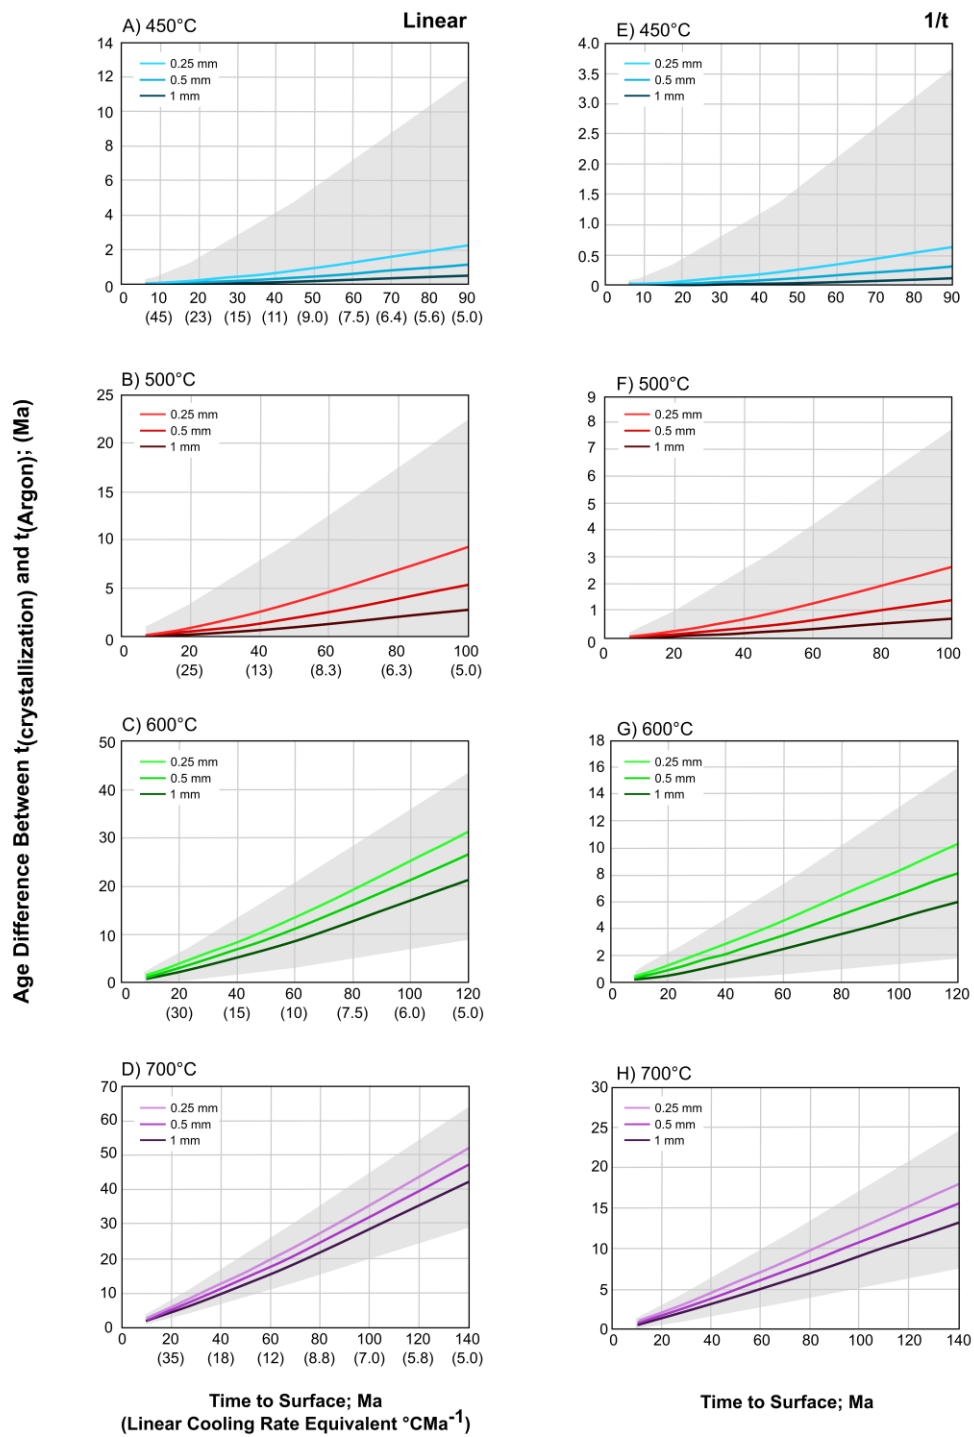 Linear
1/t
A) 450°C
14
12
10
8
6
4
2
0
0.25 mm
0.5 mm
1 mm
0 10 20 30 40 50 60 70 80 90
(45) (23) (15) (11) (9.0) (7.5) (6.4) (5.6) (5.0)
E) 450°C
4.0
3.5
3.0
2.5
2.0
1.5
1.0
0.5
0
0.25 mm
0.5 mm
1 mm
0 10 20 30 40 50 60 70 80 90
B) 500°C
25
20
15
10
5
0
0.25 mm
0.5 mm
1 mm
0 20 40 60 80 100
(25) (13) (8.3) (6.3) (5.0)
F) 500°C
9
8
7
6
5
4
3
2
1
0
0.25 mm
0.5 mm
1 mm
0 20 40 60 80 100
Age Difference Between t(crystallization) and t(Argon); (Ma)
C) 600°C
50
40
30
20
10
0
0.25 mm
0.5 mm
1 mm
0 20 40 60 80 100 120
(30) (15) (10) (7.5) (6.0) (5.0)
G) 600°C
18
16
14
12
10
8
6
4
2
0
0.25 mm
0.5 mm
1 mm
0 20 40 60 80 100 120
D) 700°C
70
60
50
40
30
20
10
0
0.25 mm
0.5 mm
1 mm
0 20 40 60 80 100 120 140
(35) (18) (12) (8.8) (7.0) (5.8) (5.0)
H) 700°C
30
25
20
15
10
5
0
0.25 mm
0.5 mm
1 mm
0 20 40 60 80 100 120 140
Time to Surface; Ma
(Linear Cooling Rate Equivalent °CMa-1)
Time to Surface; Ma